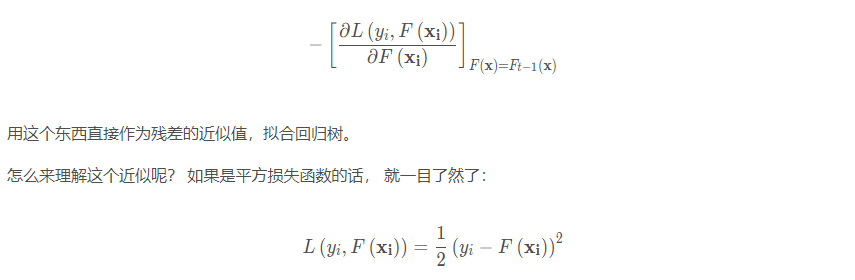 $$-\left[\frac{\partial L\left(y_i, F\left(\mathbf{x_i}\right)\right)}{\partial F\left(\mathbf{x_i}\right)}\right]_{F(\mathbf{x})=F_{t-1}(\mathbf{x})}$$
用这个东西直接作为残差的近似值，拟合回归树。
怎么来理解这个近似呢？ 如果是平方损失函数的话， 就一目了然了：
$$L\left(y_i, F\left(\mathbf{x_i}\right)\right)=\frac{1}{2}\left(y_i-F\left(\mathbf{x_i}\right)\right)^2$$